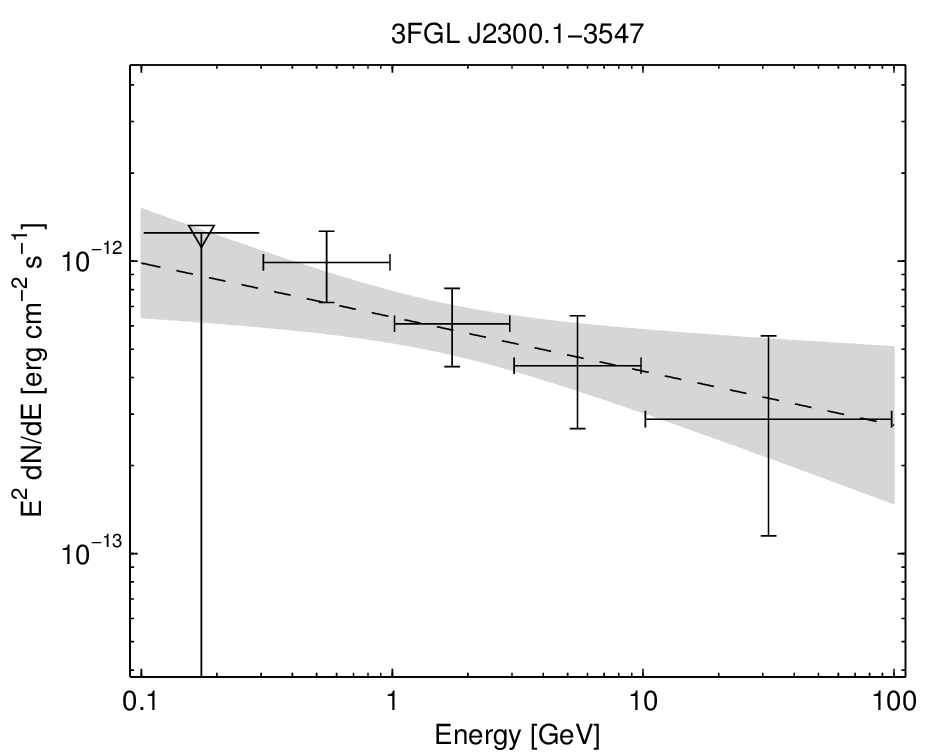 3FGL J2300.1−3547
E² dN/dE [erg cm⁻² s⁻¹]
10⁻¹²
10⁻¹³
0.1 1 10 100
Energy [GeV]